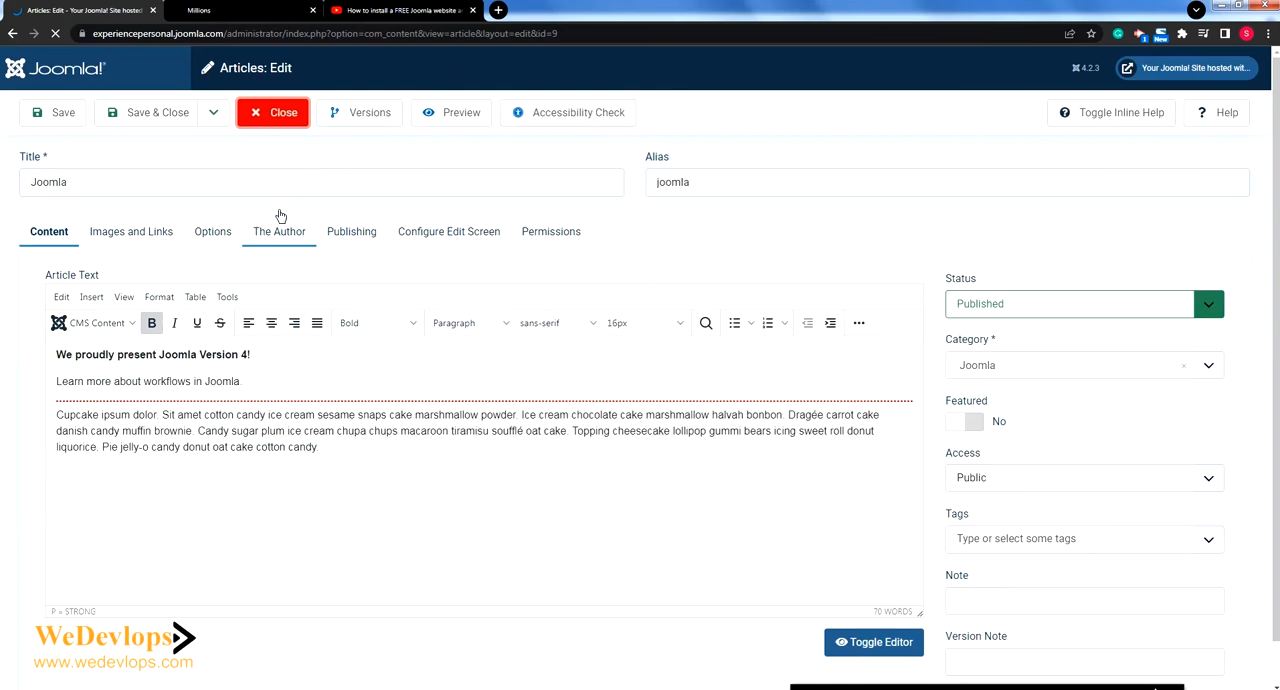 Articles: Edit - Your Joomla! Site hosted
Millions
How to install a FREE Joomla website a
experiencepersonal.joomla.com/administrator/index.php?option=com_content&view=article&layout=edit&id=9
New
S
Joomla!
Articles: Edit
4.2.3
Your Joomla! Site hosted wit...
Save
Save & Close
Close
Versions
Preview
Accessibility Check
Toggle Inline Help
Help
Title *
Alias
Joomla
joomla
Content
Images and Links
Options
The Author
Publishing
Configure Edit Screen
Permissions
Article Text
Edit Insert View Format Table Tools
CMS Content B I U S Bold Paragraph sans-serif 16px
We proudly present Joomla Version 4!
Learn more about workflows in Joomla.
Cupcake ipsum dolor. Sit amet cotton candy ice cream sesame snaps cake marshmallow powder. Ice cream chocolate cake marshmallow halvah bonbon. Dragée carrot cake
danish candy muffin brownie. Candy sugar plum ice cream chupa chups macaroon tiramisu soufflé oat cake. Topping cheesecake lollipop gummi bears icing sweet roll donut
liquorice. Pie jelly-o candy donut oat cake cotton candy.
P » STRONG
70 WORDS
Toggle Editor
Status
Published
Category *
Joomla
Featured
No
Access
Public
Tags
Type or select some tags
Note
Version Note
WeDevlops
www.wedevlops.com